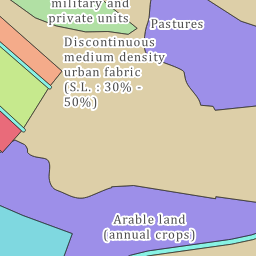 military and
private units
Pastures
Discontinuous
medium density
urban fabric
(S.L. : 30% -
50%)
Arable land
(annual crops)